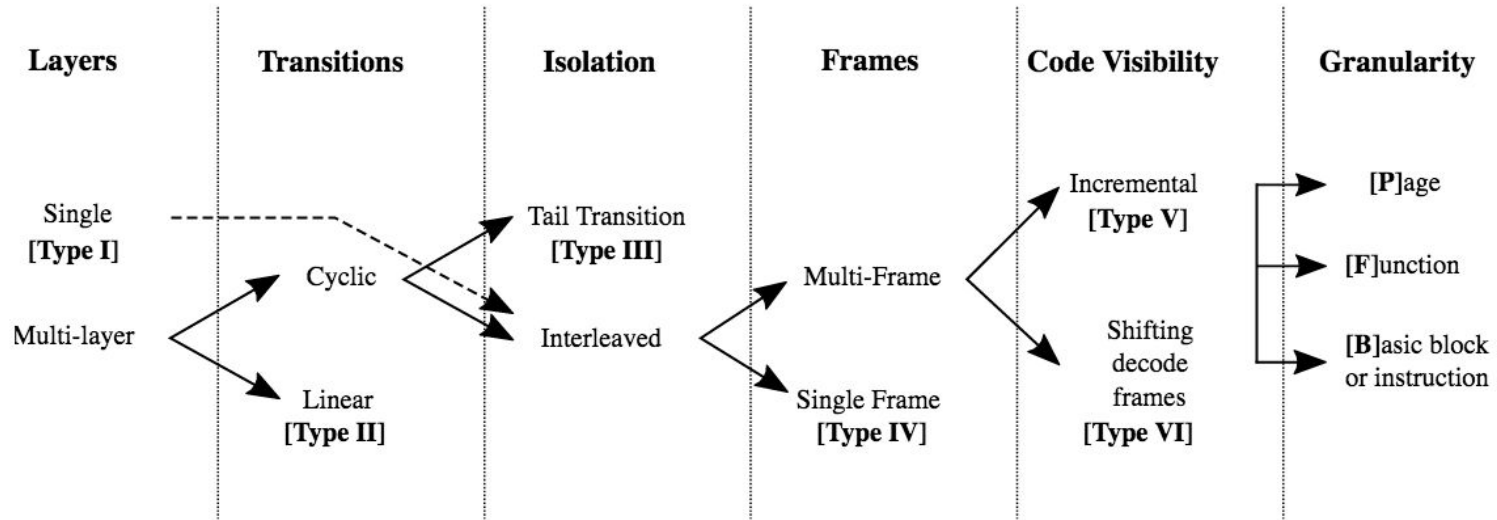 Layers
Transitions
Isolation
Frames
Code Visibility
Granularity
Single
[Type I]
Multi-layer
Cyclic
Linear
[Type II]
Tail Transition
[Type III]
Interleaved
Multi-Frame
Single Frame
[Type IV]
Incremental
[Type V]
Shifting
decode
frames
[Type VI]
[P]age
[F]unction
[B]asic block
or instruction